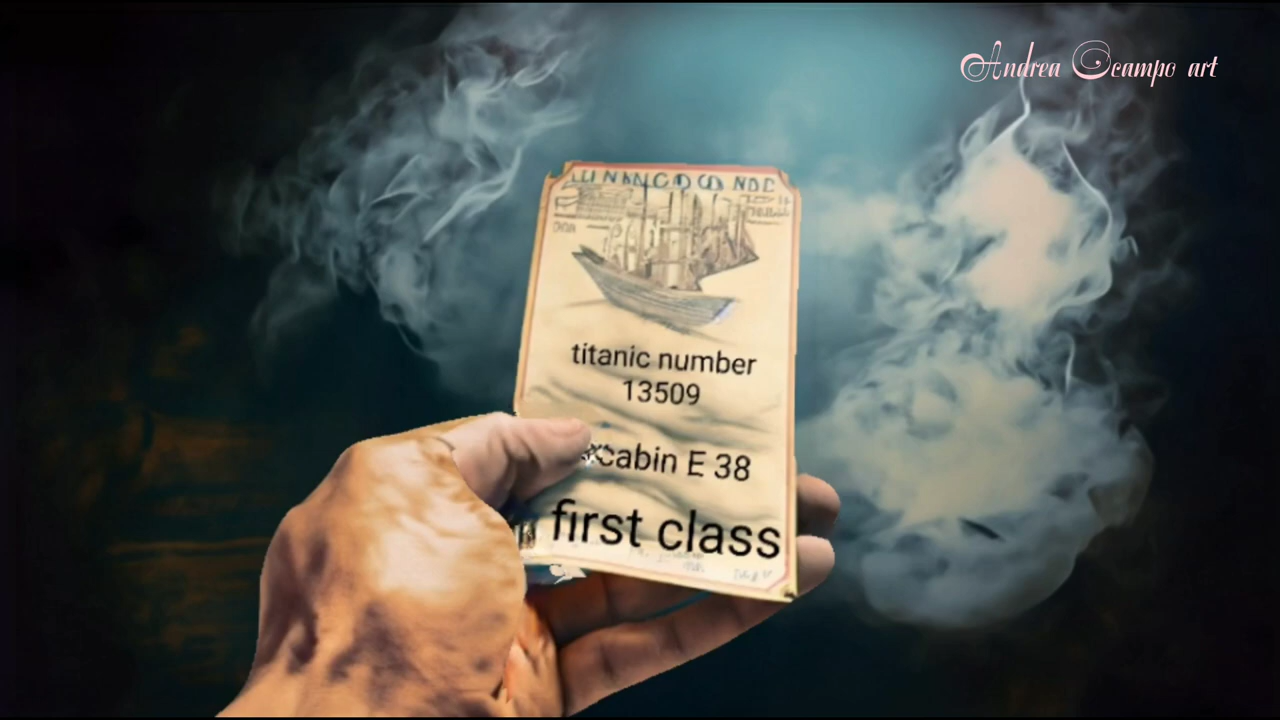 Andrea Ocampo art
titanic number
13509
cabin E 38
first class